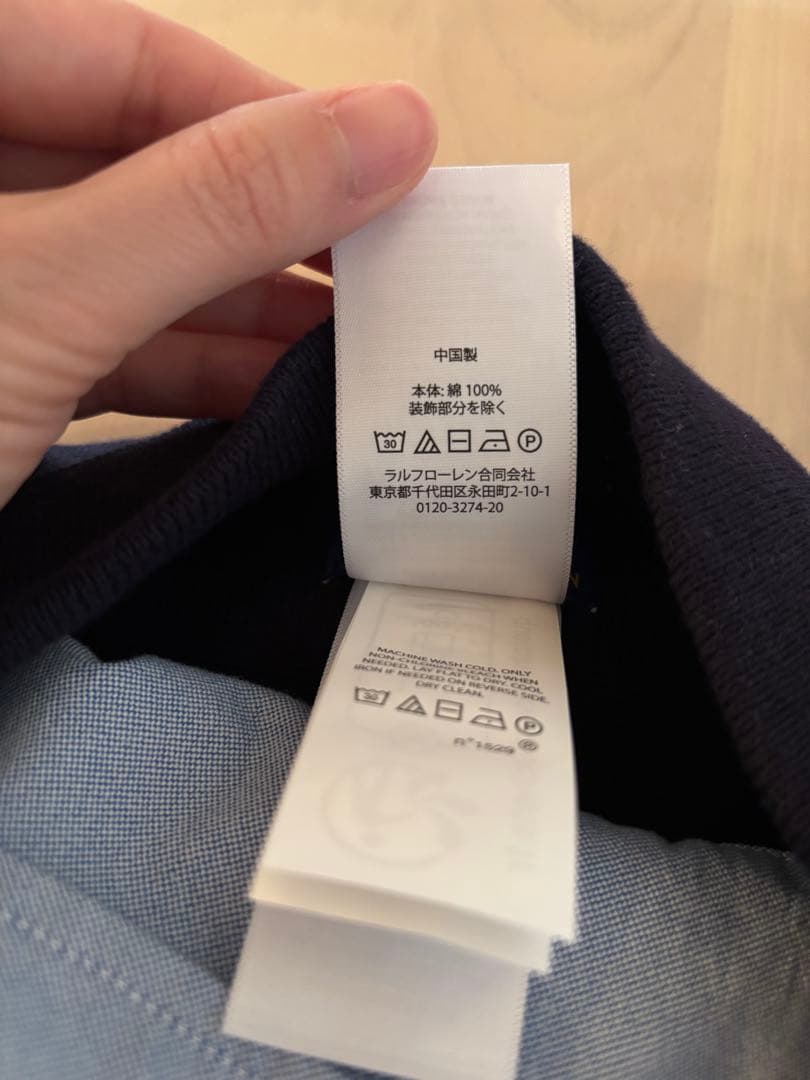 中国製
本体: 綿 100%
装飾部分を除く
30 P
ラルフローレン合同会社
東京都千代田区永田町2-10-1
0120-3274-20
MACHINE WASH COLD. ONLY
NON-CHLORINE BLEACH WHEN
NEEDED. LAY FLAT TO DRY. COOL
IRON IF NEEDED ON REVERSE SIDE.
DRY CLEAN.
30 P